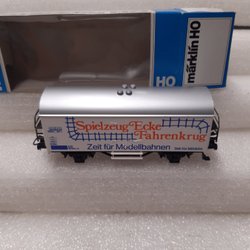 HO
märklin HO
Spielzeug-Ecke
Fahrenkrug
Zeit für Modellbahnen